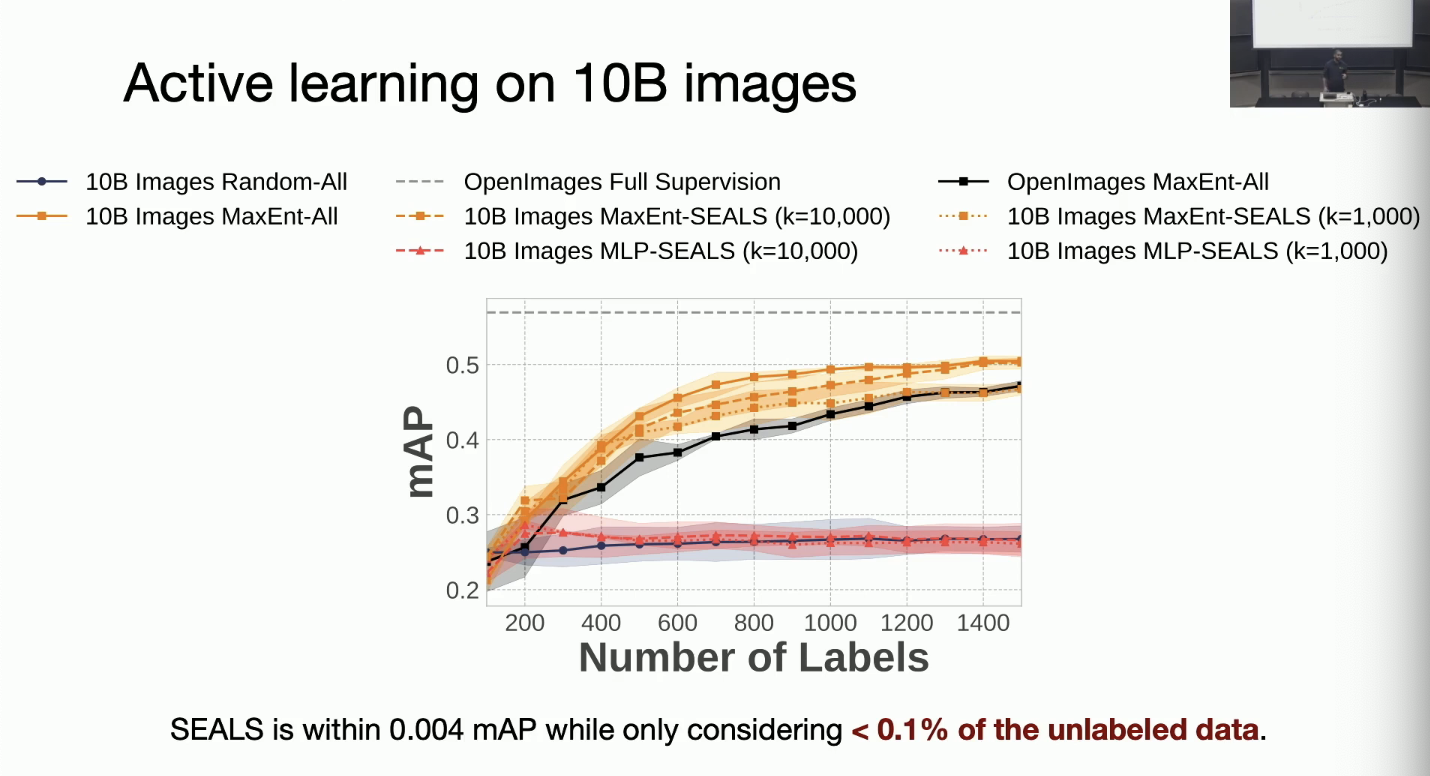 Active learning on 10B images
10B Images Random-All
OpenImages Full Supervision
OpenImages MaxEnt-All
10B Images MaxEnt-All
10B Images MaxEnt-SEALS (k=10,000)
10B Images MaxEnt-SEALS (k=1,000)
10B Images MLP-SEALS (k=10,000)
10B Images MLP-SEALS (k=1,000)
mAP
0.5
0.4
0.3
0.2
200 400 600 800 1000 1200 1400
Number of Labels
SEALS is within 0.004 mAP while only considering < 0.1% of the unlabeled data.